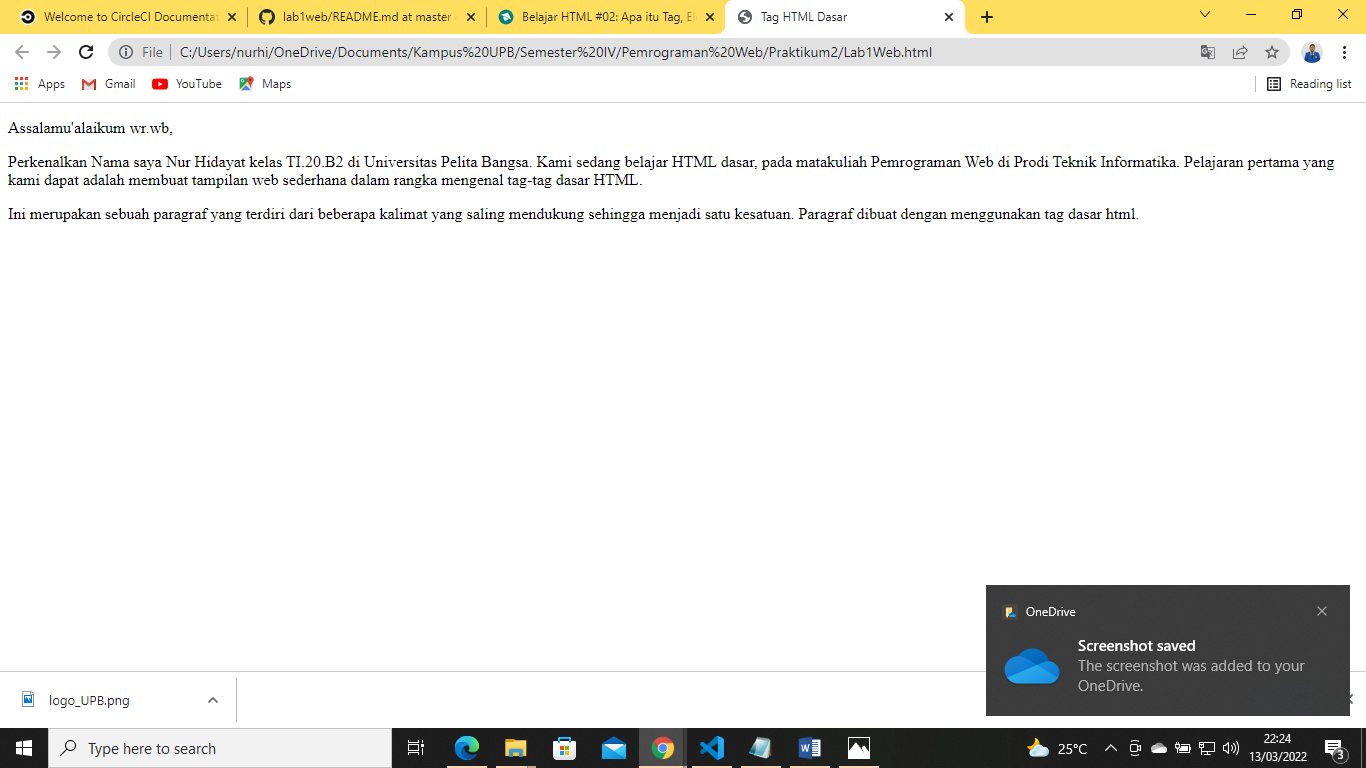 Welcome to CircleCI Documentat
lab1web/README.md at master
Belajar HTML #02: Apa itu Tag, El
Tag HTML Dasar
File
C:/Users/nurhi/OneDrive/Documents/Kampus%20UPB/Semester%20IV/Pemrograman%20Web/Praktikum2/Lab1Web.html
Apps
Gmail
YouTube
Maps
Reading list
Assalamu'alaikum wr.wb,
Perkenalkan Nama saya Nur Hidayat kelas TI.20.B2 di Universitas Pelita Bangsa. Kami sedang belajar HTML dasar, pada matakuliah Pemrograman Web di Prodi Teknik Informatika. Pelajaran pertama yang
kami dapat adalah membuat tampilan web sederhana dalam rangka mengenal tag-tag dasar HTML.
Ini merupakan sebuah paragraf yang terdiri dari beberapa kalimat yang saling mendukung sehingga menjadi satu kesatuan. Paragraf dibuat dengan menggunakan tag dasar html.
OneDrive
Screenshot saved
The screenshot was added to your
OneDrive.
logo_UPB.png
Type here to search
25°C
22:24
13/03/2022
3